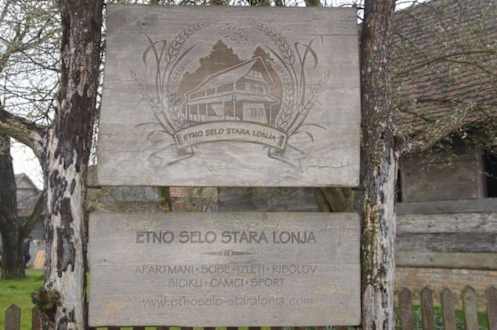 ETNO SELO STARA LONJA
ETNO SELO STARA LONJA
APARTMANI · SOBE · IZLETI · RIBOLOV
BICIKLI · ČAMCI · SPORT
www.etnoselo-staralonja.com